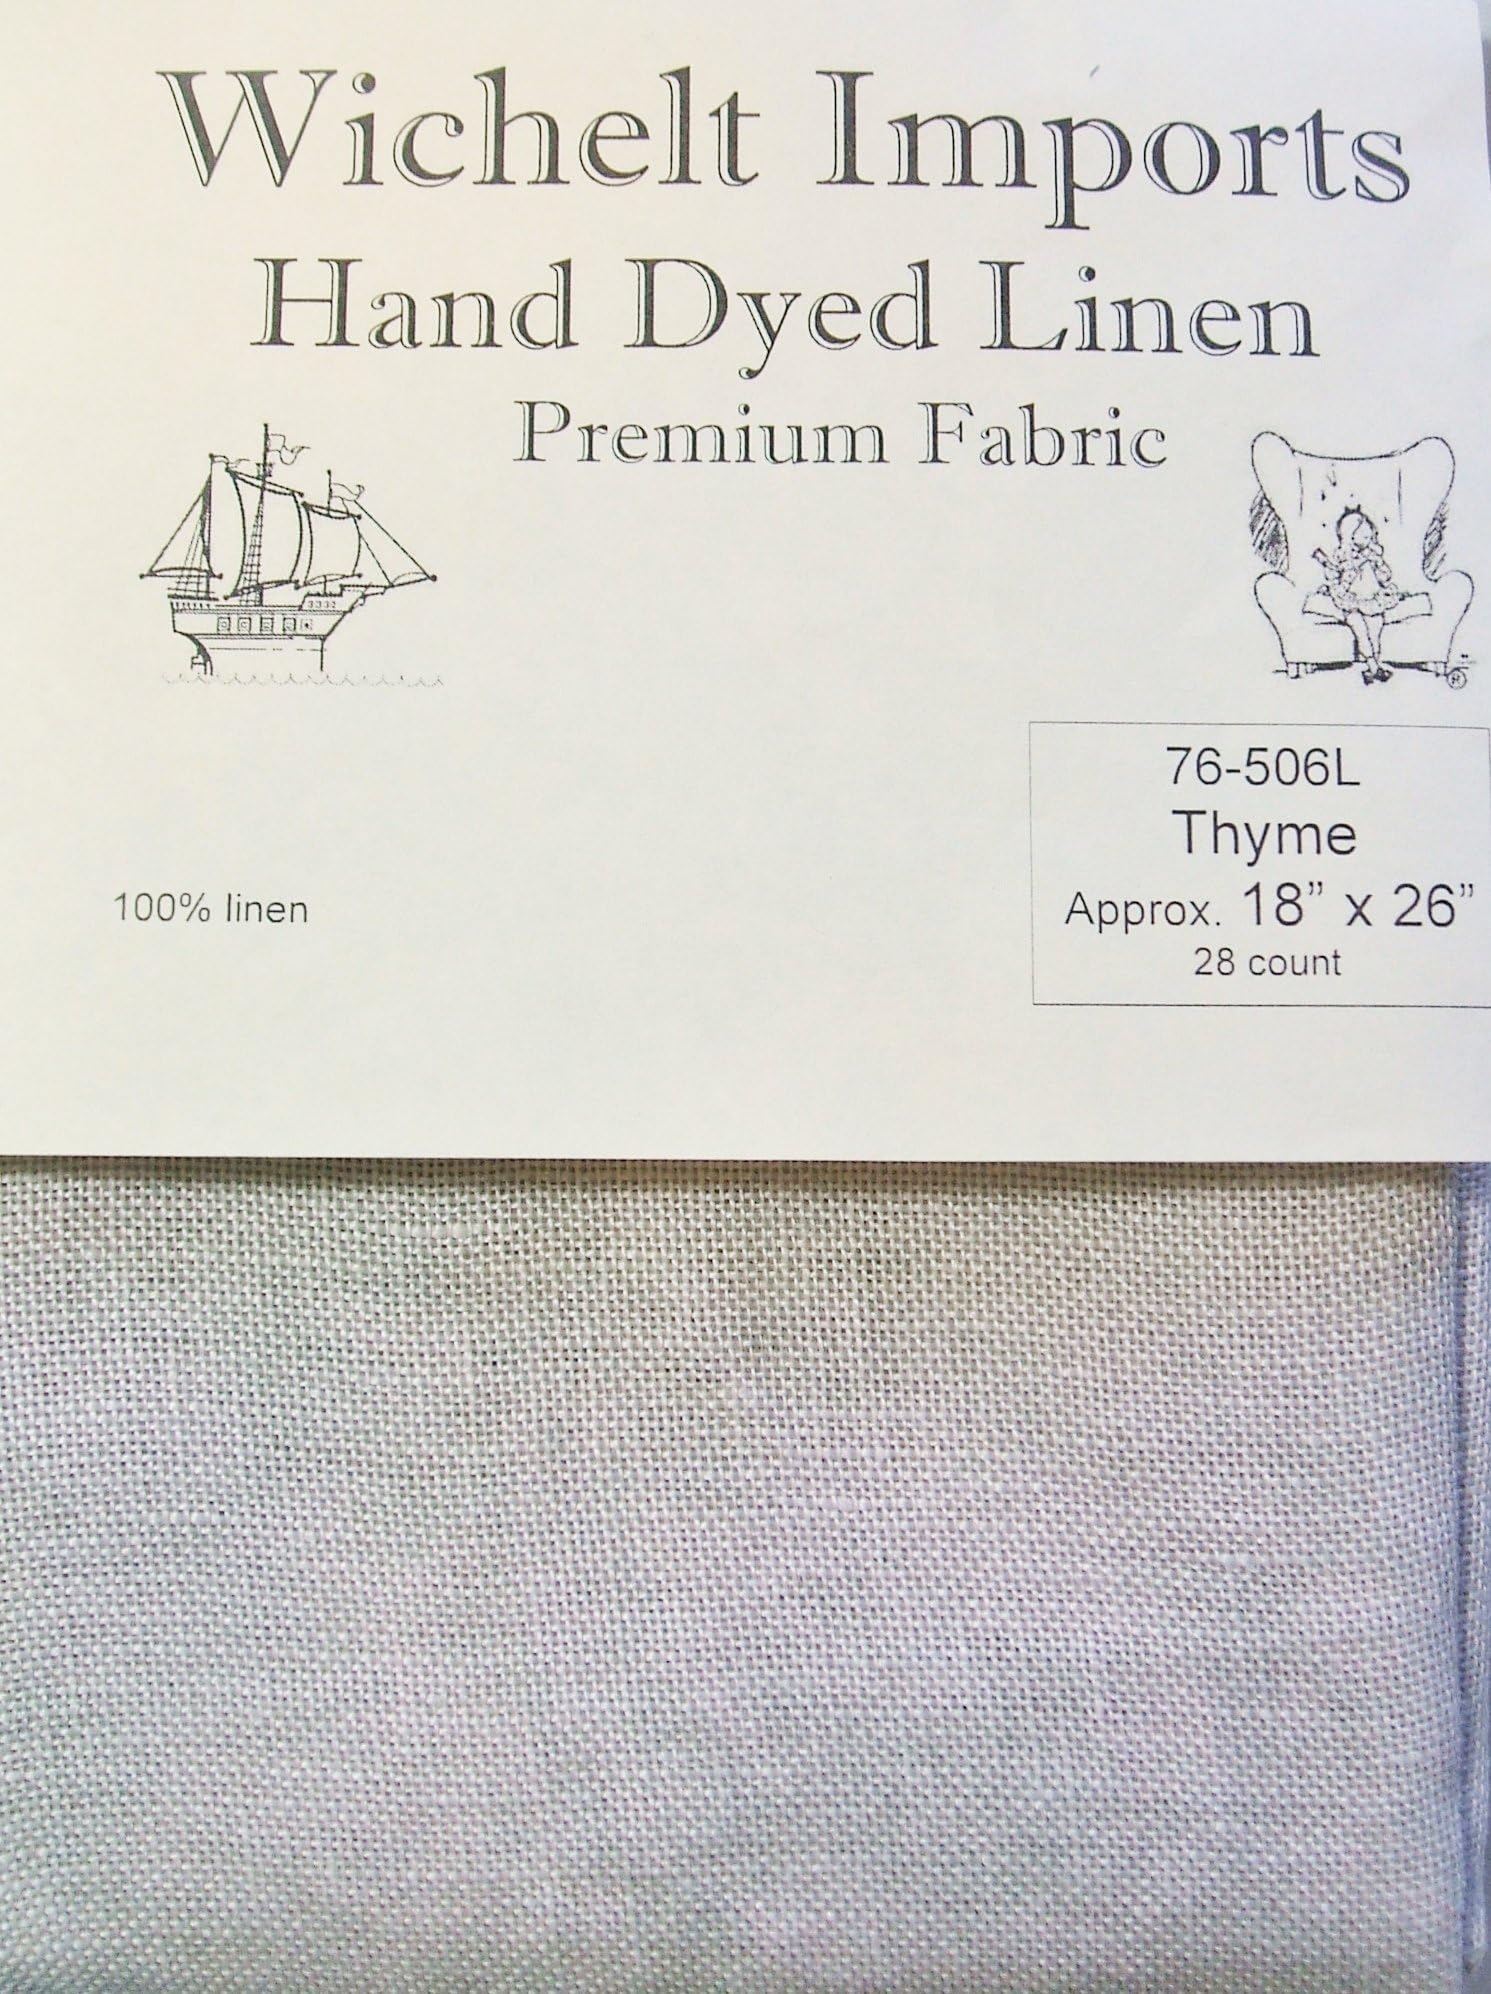 Wichelt Imports
Hand Dyed Linen
Premium Fabric
76-506L
Thyme
Approx. 18” x 26”
28 count
100% linen